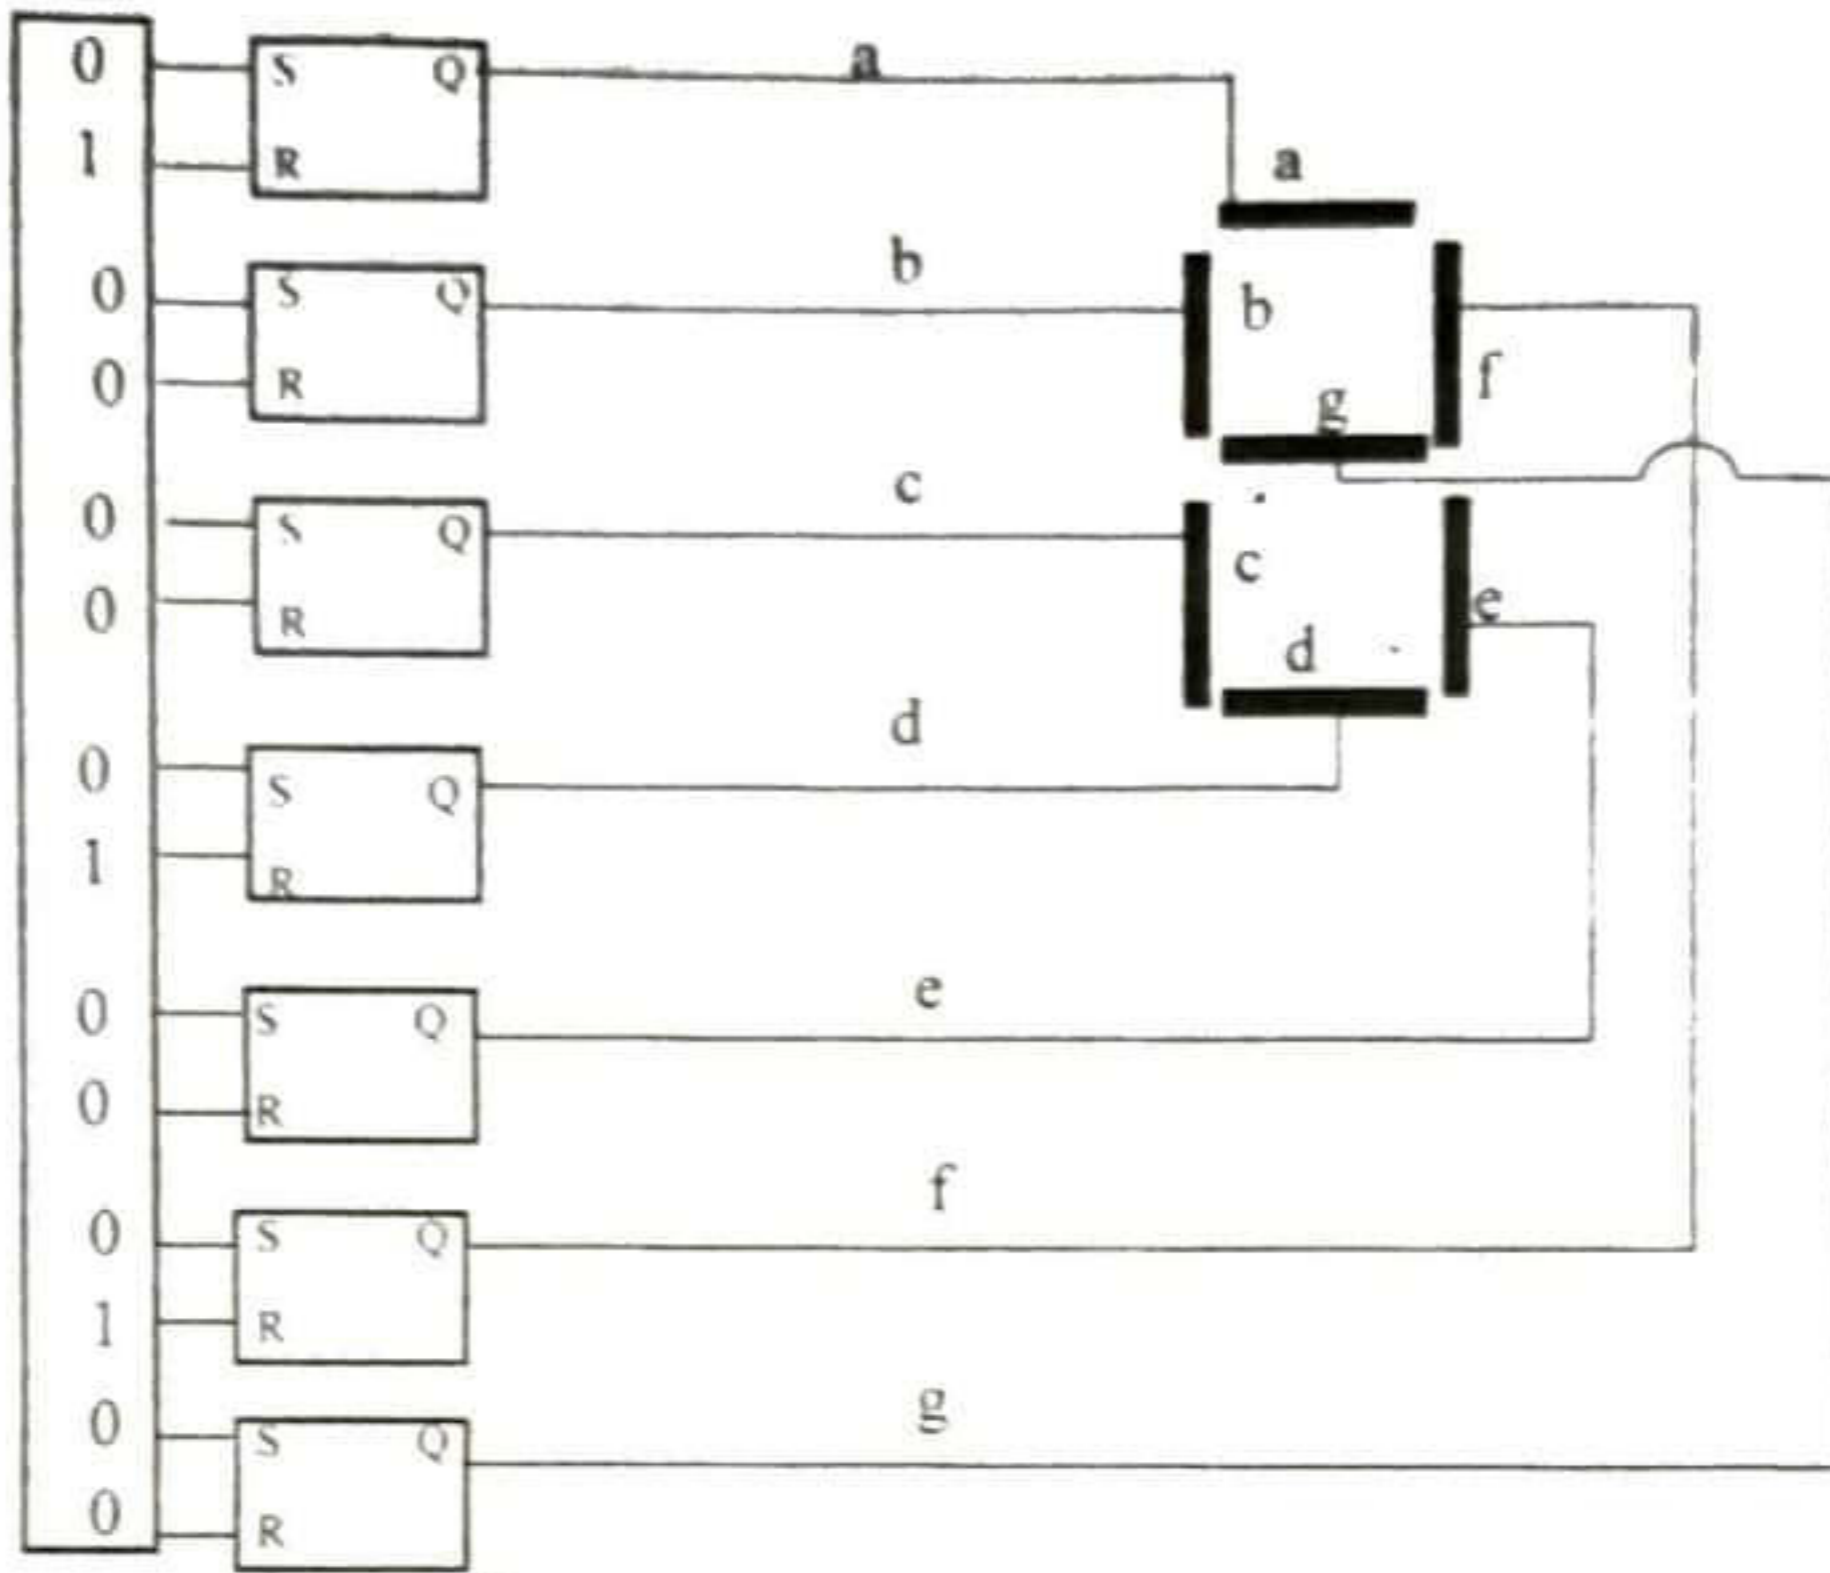 0 S Q a
1 R a
0 S Q b b
0 R g f
0 S Q c c
0 R e
0 S Q d d
1 R
0 S Q e
0 R
0 S Q f
1 R
0 S Q g
0 R